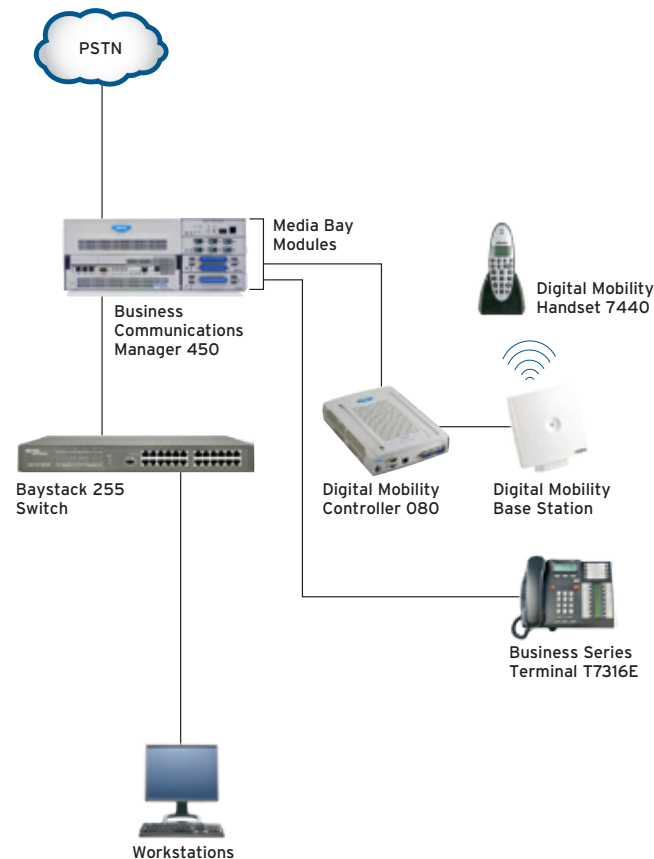 PSTN
Media Bay
Modules
Business
Communications
Manager 450
Digital Mobility
Handset 7440
Baystack 255
Switch
Digital Mobility
Controller 080
Digital Mobility
Base Station
Business Series
Terminal T7316E
Workstations